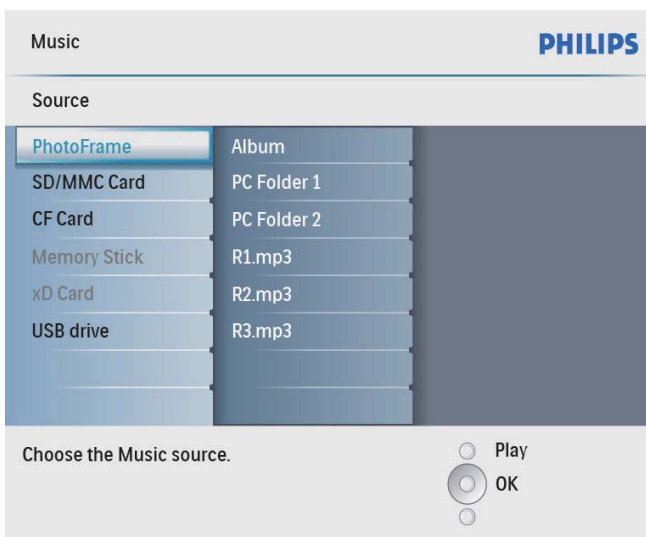 Music
PHILIPS
Source
PhotoFrame
SD/MMC Card
CF Card
Memory Stick
xD Card
USB drive
Album
PC Folder 1
PC Folder 2
R1.mp3
R2.mp3
R3.mp3
Choose the Music source.
Play
OK